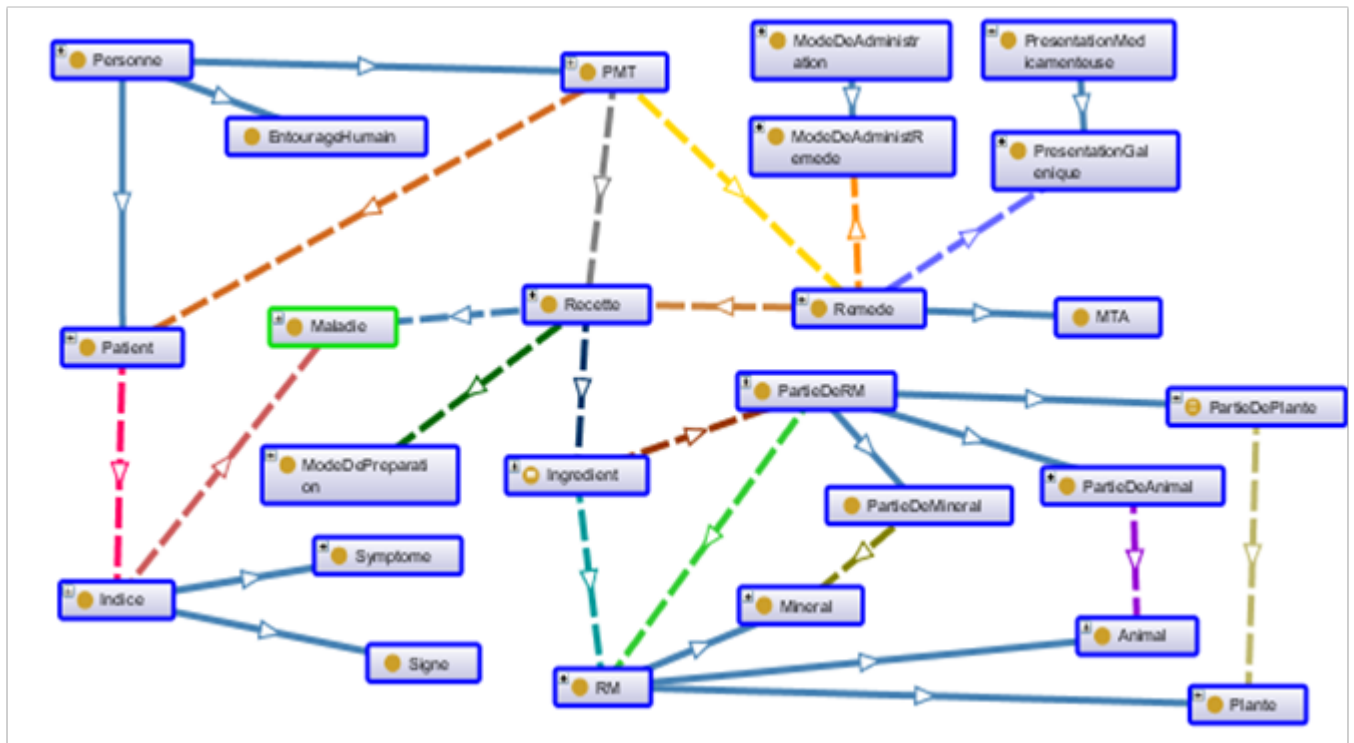 Personne
PMT
ModeDeAdministr
ation
PresentationMed
icamenteuse
EntourageHumain
ModeDeAdministR
emede
PresentationGal
enique
Recette
Remede
MTA
Maladie
Patient
PartieDeRM
PartieDePlante
ModeDePreparati
on
Ingredient
PartieDeAnimal
PartieDeMineral
Symptome
Indice
Mineral
Animal
Signe
RM
Plante